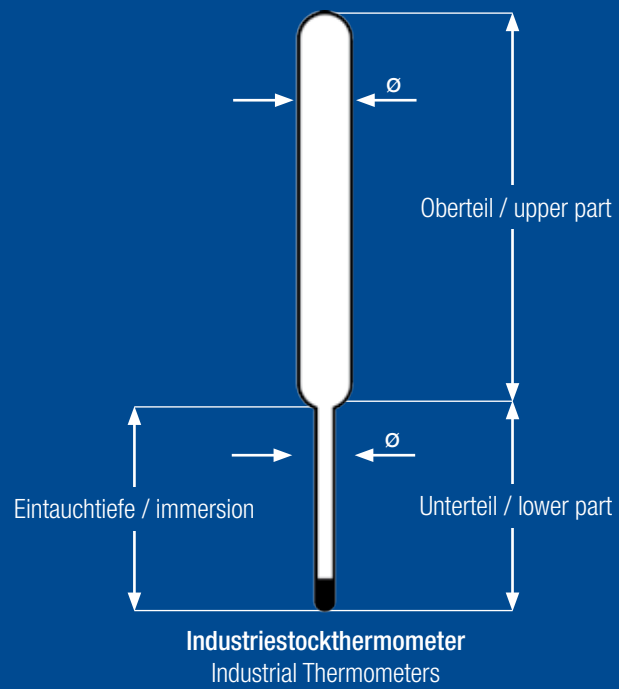 ø
Oberteil / upper part
ø
Eintauchtiefe / immersion
Unterteil / lower part
Industriestockthermometer
Industrial Thermometers